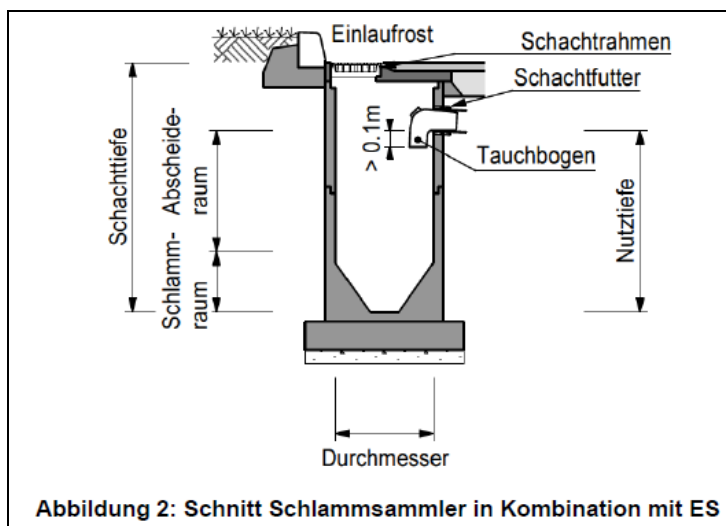 Einlaufrost
Schachtrahmen
Schachtfutter
Tauchbogen
> 0.1m
Schachttiefe
Abscheide-
raum
Schlamm-
raum
Nutztiefe
Durchmesser
Abbildung 2: Schnitt Schlammsammler in Kombination mit ES